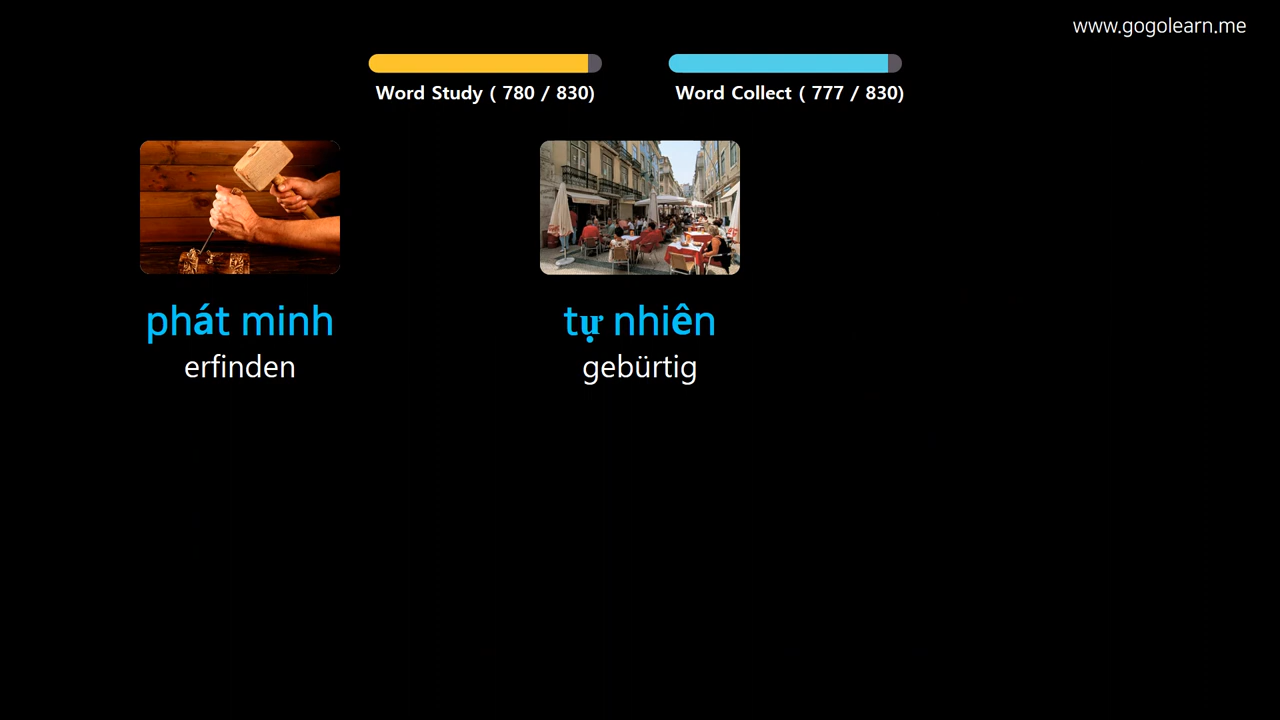 www.gogolearn.me
Word Study ( 780 / 830)
Word Collect ( 777 / 830)
phát minh
erfinden
tự nhiên
gebürtig